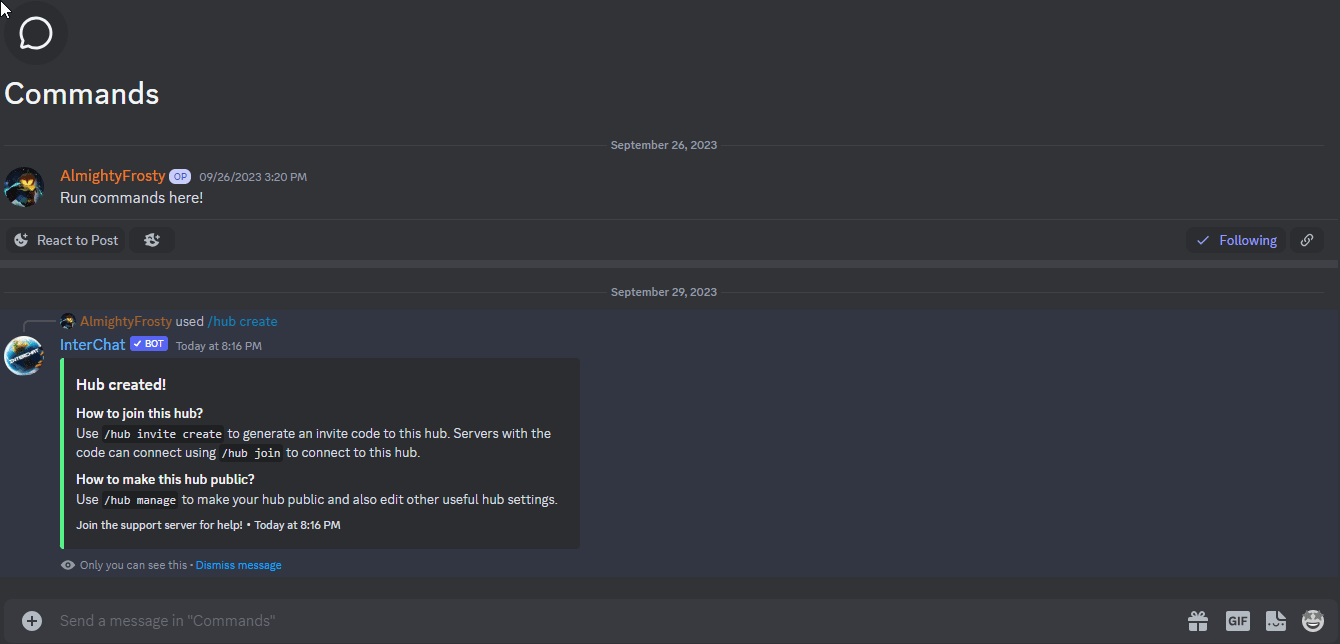 Commands
September 26, 2023
AlmightyFrosty OP 09/26/2023 3:20 PM
Run commands here!
React to Post
Following
September 29, 2023
AlmightyFrosty used /hub create
INTERCHAT
InterChat BOT Today at 8:16 PM
Hub created!
How to join this hub?
Use /hub invite create to generate an invite code to this hub. Servers with the
code can connect using /hub join to connect to this hub.
How to make this hub public?
Use /hub manage to make your hub public and also edit other useful hub settings.
Join the support server for help! • Today at 8:16 PM
Only you can see this • Dismiss message
Send a message in "Commands"
GIF